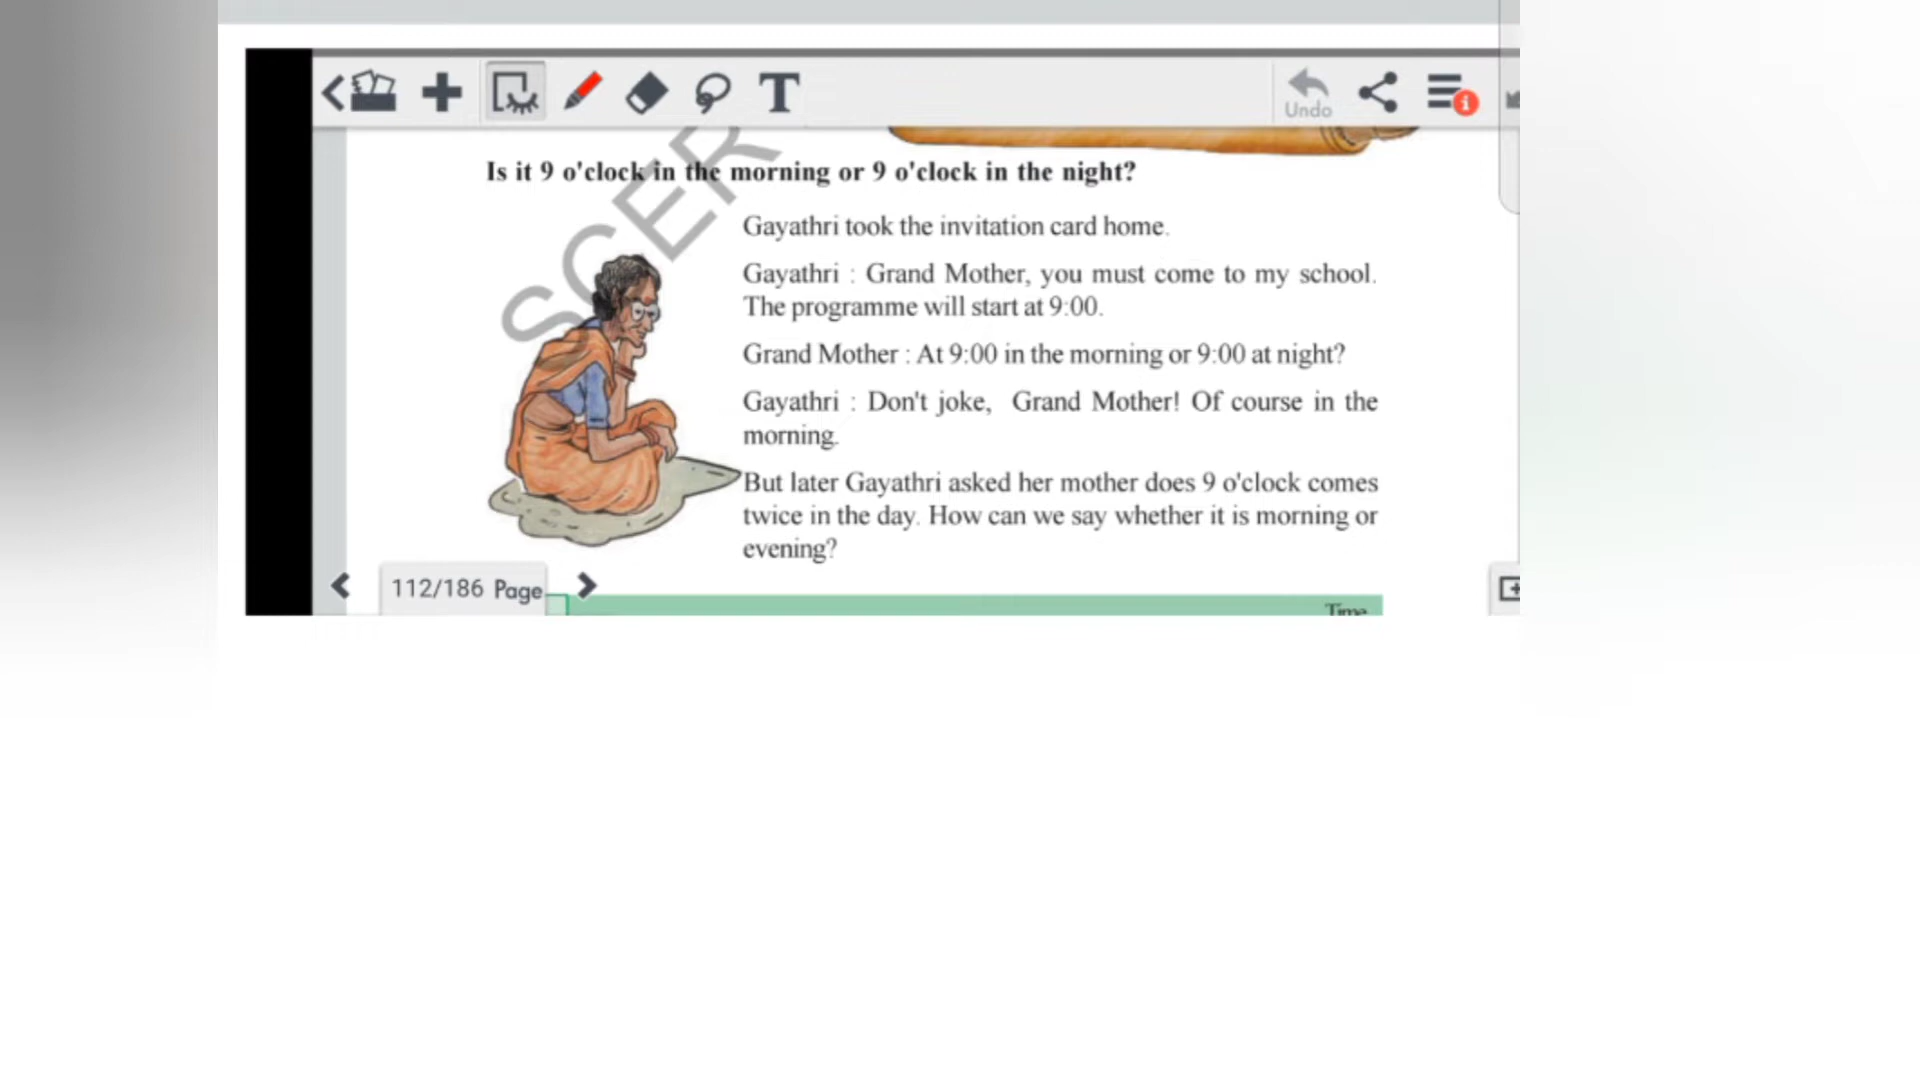 T
Undo
i
Is it 9 o'clock in the morning or 9 o'clock in the night?
SCER
Gayathri took the invitation card home.
Gayathri : Grand Mother, you must come to my school.
The programme will start at 9:00.
Grand Mother : At 9:00 in the morning or 9:00 at night?
Gayathri : Don't joke, Grand Mother! Of course in the
morning.
But later Gayathri asked her mother does 9 o'clock comes
twice in the day. How can we say whether it is morning or
evening?
112/186 Page
Time